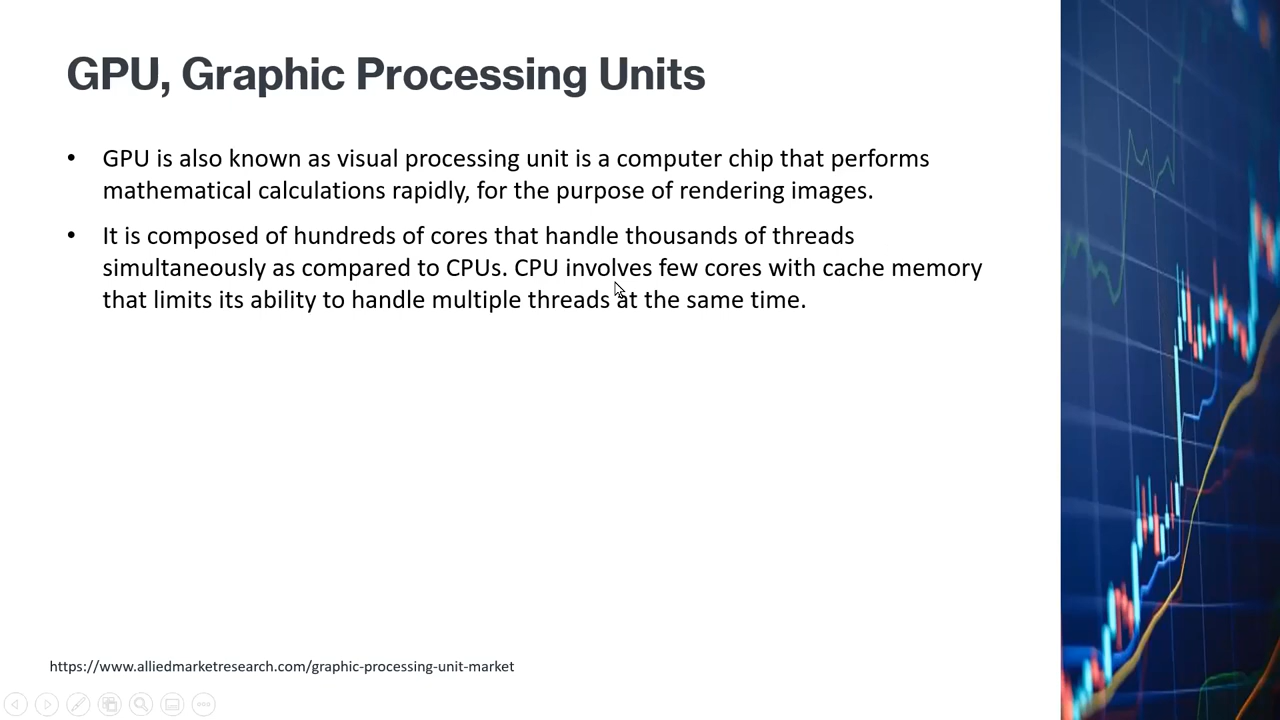 GPU, Graphic Processing Units
• GPU is also known as visual processing unit is a computer chip that performs
mathematical calculations rapidly, for the purpose of rendering images.
• It is composed of hundreds of cores that handle thousands of threads
simultaneously as compared to CPUs. CPU involves few cores with cache memory
that limits its ability to handle multiple threads at the same time.
https://www.alliedmarketresearch.com/graphic-processing-unit-market